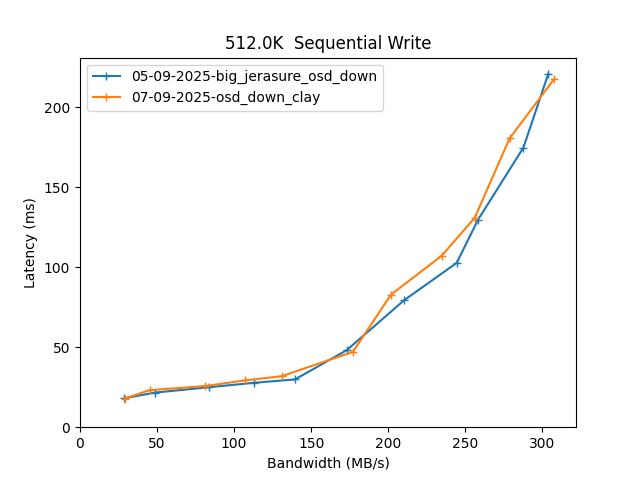 512.0K  Sequential Write
05-09-2025-big_jerasure_osd_down
07-09-2025-osd_down_clay
Latency (ms)
200
150
100
50
0
0 50 100 150 200 250 300
Bandwidth (MB/s)